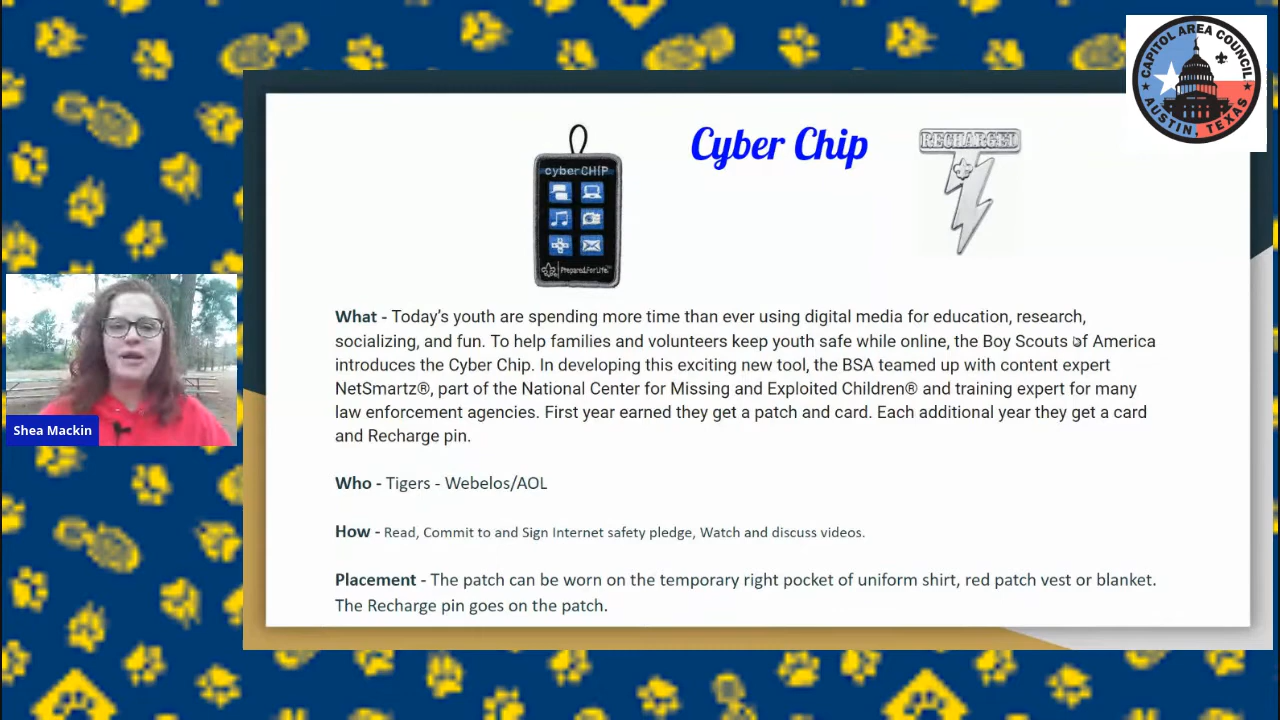 CAPITOL AREA COUNCIL
AUSTIN, TEXAS
Cyber Chip
cyberCHIP
Prepared. For Life.™
RECHARGED
What - Today's youth are spending more time than ever using digital media for education, research,
socializing, and fun. To help families and volunteers keep youth safe while online, the Boy Scouts of America
introduces the Cyber Chip. In developing this exciting new tool, the BSA teamed up with content expert
NetSmartz®, part of the National Center for Missing and Exploited Children® and training expert for many
law enforcement agencies. First year earned they get a patch and card. Each additional year they get a card
and Recharge pin.
Who - Tigers - Webelos/AOL
How - Read, Commit to and Sign Internet safety pledge, Watch and discuss videos.
Placement - The patch can be worn on the temporary right pocket of uniform shirt, red patch vest or blanket.
The Recharge pin goes on the patch.
Shea Mackin